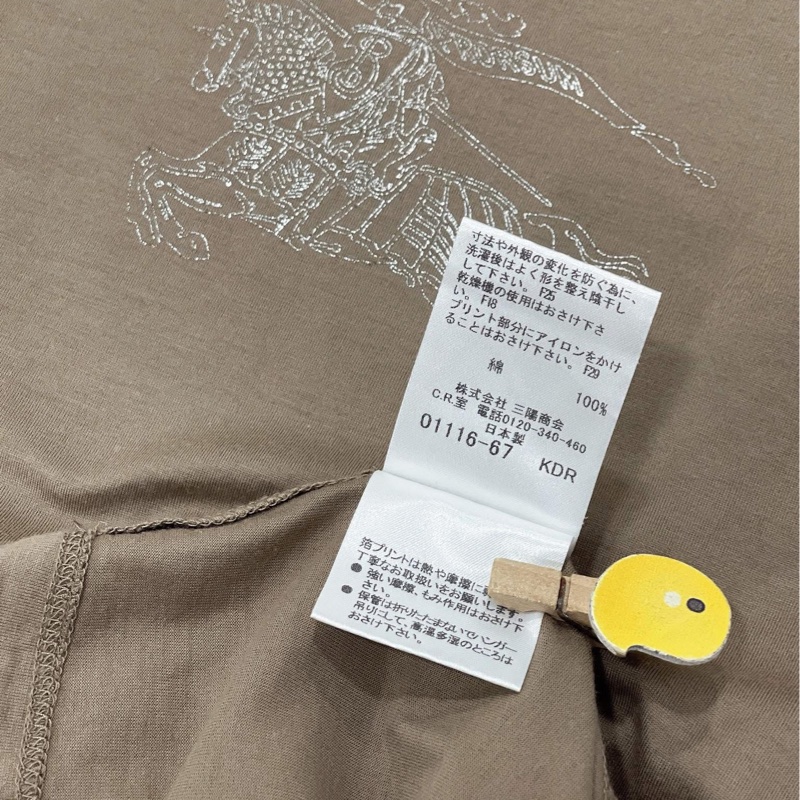 寸法や外観の変化を防ぐ為に、
洗濯後はよく形を整え陰干し
して下さい。 F25
乾燥機の使用はおさけ下さ
い。 F18
プリント部分にアイロンをかけ
ることはおさけ下さい。 F29
綿 100%
株式会社 三陽商会
C.R.室 電話0120-340-460
日本製
01116-67 KDR
箔プリントは熱や摩擦に
丁寧なお取扱いをお願いします。
● 強い摩擦、もみ作用はおさけ下
さい。
● 保管は折りたたまないでハンガー
吊りにして、高温多湿のところは
おさけ下さい。